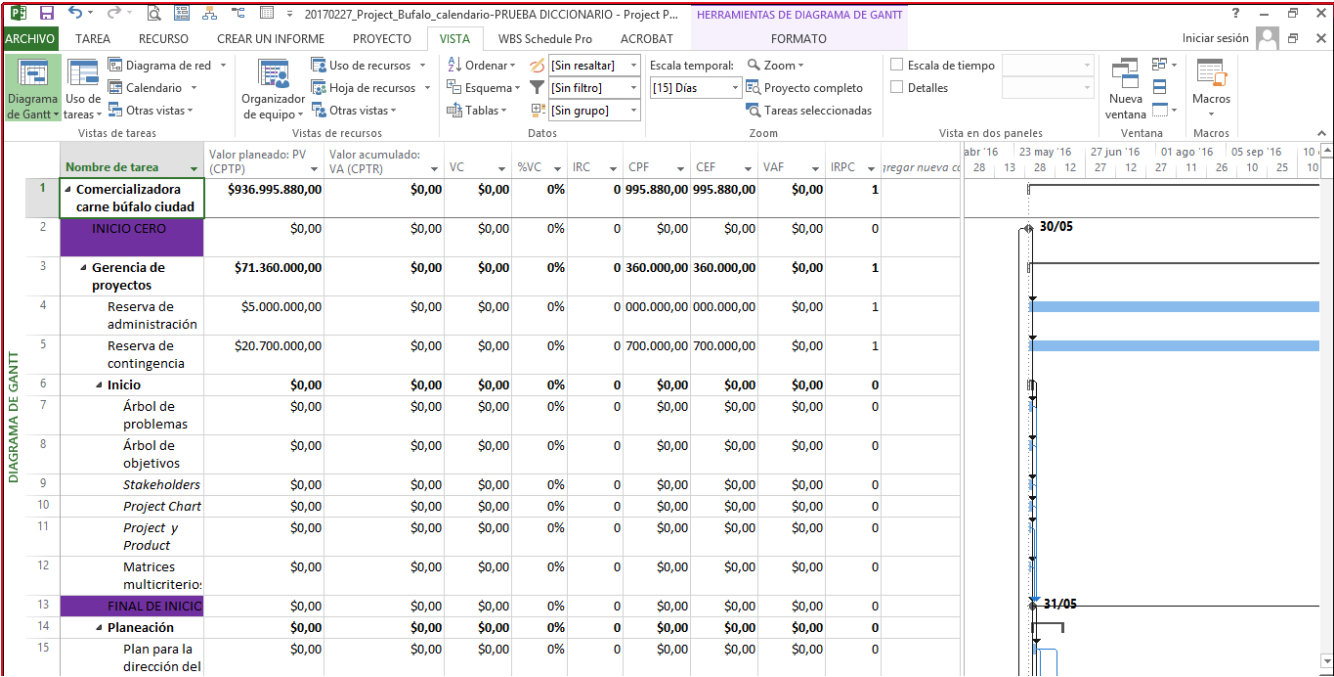 20170227_Project_Bufalo_calendario-PRUEBA DICCIONARIO - Project P... HERRAMIENTAS DE DIAGRAMA DE GANTT ?
ARCHIVO TAREA RECURSO CREAR UN INFORME PROYECTO VISTA WBS Schedule Pro ACROBAT FORMATO Iniciar sesión
Diagrama de red Uso de recursos Ordenar [Sin resaltar] Escala temporal: Zoom Escala de tiempo
Calendario Hoja de recursos Esquema [Sin filtro] [15] Días Proyecto completo Detalles
Diagrama de Gantt Uso de tareas Otras vistas Organizador de equipo Otras vistas Tablas [Sin grupo] Tareas seleccionadas Nueva ventana Macros
Vistas de tareas Vistas de recursos Datos Zoom Vista en dos paneles Ventana Macros
Nombre de tarea Valor planeado: PV (CPTP) Valor acumulado: VA (CPTR) VC %VC IRC CPF CEF VAF IRPC regar nueva co
abr '16 23 may '16 27 jun '16 01 ago '16 05 sep '16 10
28 13 28 12 27 12 27 11 26 10 25 10
1 Comercializadora carne búfalo ciudad $936.995.880,00 $0,00 $0,00 0% 0 995.880,00 995.880,00 $0,00 1
2 INICIO CERO $0,00 $0,00 $0,00 0% 0 $0,00 $0,00 $0,00 0 30/05
3 Gerencia de proyectos $71.360.000,00 $0,00 $0,00 0% 0 360.000,00 360.000,00 $0,00 1
4 Reserva de administración $5.000.000,00 $0,00 $0,00 0% 0 000.000,00 000.000,00 $0,00 1
5 Reserva de contingencia $20.700.000,00 $0,00 $0,00 0% 0 700.000,00 700.000,00 $0,00 1
6 Inicio $0,00 $0,00 $0,00 0% 0 $0,00 $0,00 $0,00 0
7 Árbol de problemas $0,00 $0,00 $0,00 0% 0 $0,00 $0,00 $0,00 0
8 Árbol de objetivos $0,00 $0,00 $0,00 0% 0 $0,00 $0,00 $0,00 0
9 Stakeholders $0,00 $0,00 $0,00 0% 0 $0,00 $0,00 $0,00 0
10 Project Chart $0,00 $0,00 $0,00 0% 0 $0,00 $0,00 $0,00 0
11 Project y Product $0,00 $0,00 $0,00 0% 0 $0,00 $0,00 $0,00 0
12 Matrices multicriterios $0,00 $0,00 $0,00 0% 0 $0,00 $0,00 $0,00 0
13 FINAL DE INICIO $0,00 $0,00 $0,00 0% 0 $0,00 $0,00 $0,00 0 31/05
14 Planeación $0,00 $0,00 $0,00 0% 0 $0,00 $0,00 $0,00 0
15 Plan para la dirección del $0,00 $0,00 $0,00 0% 0 $0,00 $0,00 $0,00 0
DIAGRAMA DE GANTT